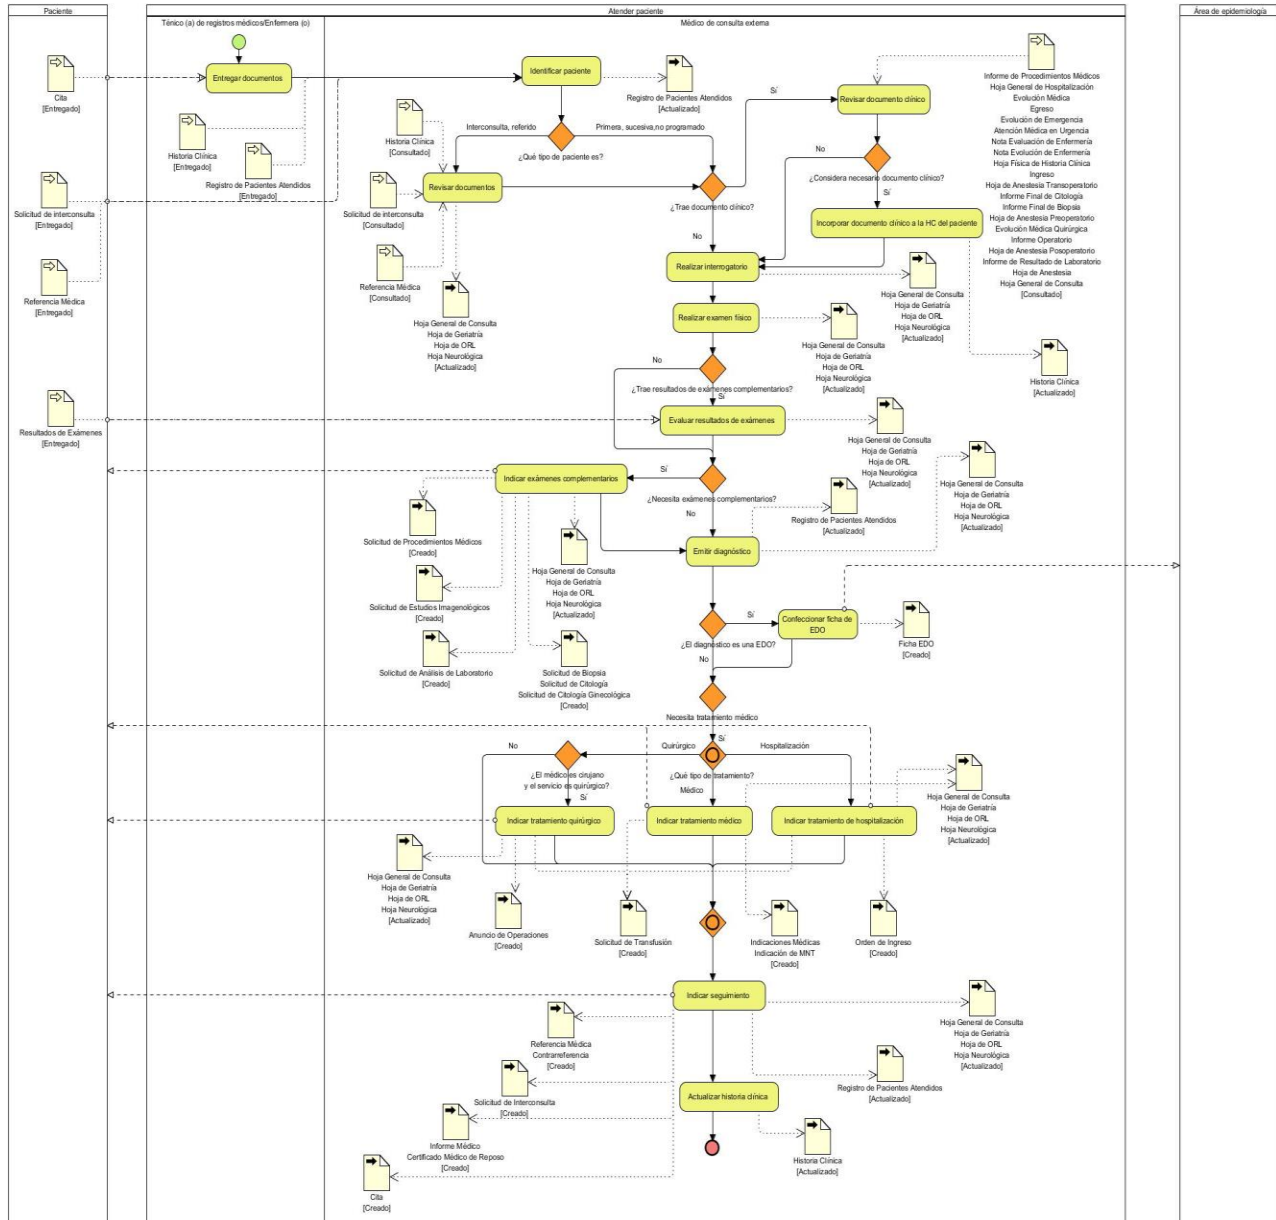 Paciente
Atender paciente
Área de epidemiología
Ténico (a) de registros médicos/Enfermera (o)
Médico de consulta externa
Cita
[Entregado]
Entregar documentos
Historia Clínica
[Entregado]
Registro de Pacientes Atendidos
[Entregado]
Identificar paciente
Registro de Pacientes Atendidos
[Actualizado]
Interconsulta, referido
Primera, sucesiva,no programado
¿Qué tipo de paciente es?
Historia Clínica
[Consultado]
Revisar documentos
Solicitud de interconsulta
[Entregado]
Solicitud de interconsulta
[Consultado]
Referencia Médica
[Entregado]
Referencia Médica
[Consultado]
Hoja General de Consulta
Hoja de Geriatría
Hoja de ORL
Hoja Neurológica
[Actualizado]
Sí
¿Trae documento clínico?
No
Revisar documento clínico
No
¿Considera necesario documento clínico?
Sí
Incorporar documento clínico a la HC del paciente
Informe de Procedimientos Médicos
Hoja General de Hospitalización
Evolución Médica
Egreso
Evolución de Emergencia
Atención Médica en Urgencia
Nota Evaluación de Enfermería
Nota Evolución de Enfermería
Hoja Física de Historia Clínica
Ingreso
Hoja de Anestesia Transoperatorio
Informe Final de Citología
Informe Final de Biopsia
Hoja de Anestesia Preoperatorio
Evolución Médica Quirúrgica
Informe Operatorio
Hoja de Anestesia Posoperatorio
Informe de Resultado de Laboratorio
Hoja de Anestesia
Hoja General de Consulta
[Consultado]
Realizar interrogatorio
Hoja General de Consulta
Hoja de Geriatría
Hoja de ORL
Hoja Neurológica
[Actualizado]
Historia Clínica
[Actualizado]
Realizar examen físico
Hoja General de Consulta
Hoja de Geriatría
Hoja de ORL
Hoja Neurológica
[Actualizado]
No
¿Trae resultados de exámenes complementarios?
Sí
Resultados de Exámenes
[Entregado]
Evaluar resultados de exámenes
Hoja General de Consulta
Hoja de Geriatría
Hoja de ORL
Hoja Neurológica
[Actualizado]
Sí
Indicar exámenes complementarios
¿Necesita exámenes complementarios?
No
Registro de Pacientes Atendidos
[Actualizado]
Hoja General de Consulta
Hoja de Geriatría
Hoja de ORL
Hoja Neurológica
[Actualizado]
Solicitud de Procedimientos Médicos
[Creado]
Emitir diagnóstico
Hoja General de Consulta
Hoja de Geriatría
Hoja de ORL
Hoja Neurológica
[Actualizado]
Solicitud de Estudios Imagenológicos
[Creado]
Solicitud de Análisis de Laboratorio
[Creado]
Solicitud de Biopsia
Solicitud de Citología
Solicitud de Citología Ginecológica
[Creado]
Sí
¿El diagnóstico es una EDO?
No
Confeccionar ficha de
EDO
Ficha EDO
[Creado]
Necesita tratamiento médico
Sí
No
Quirúrgico
Hospitalización
¿El médico es cirujano
y el servicio es quirúrgico?
Sí
¿Qué tipo de tratamiento?
Médico
Indicar tratamiento quirúrgico
Indicar tratamiento médico
Indicar tratamiento de hospitalización
Hoja General de Consulta
Hoja de Geriatría
Hoja de ORL
Hoja Neurológica
[Actualizado]
Hoja General de Consulta
Hoja de Geriatría
Hoja de ORL
Hoja Neurológica
[Actualizado]
Anuncio de Operaciones
[Creado]
Solicitud de Transfusión
[Creado]
Indicaciones Médicas
Indicación de MNT
[Creado]
Orden de Ingreso
[Creado]
Indicar seguimiento
Hoja General de Consulta
Hoja de Geriatría
Hoja de ORL
Hoja Neurológica
[Actualizado]
Referencia Médica
Contrarreferencia
[Creado]
Registro de Pacientes Atendidos
[Actualizado]
Solicitud de Interconsulta
[Creado]
Actualizar historia clínica
Informe Médico
Certificado Médico de Reposo
[Creado]
Historia Clínica
[Actualizado]
Cita
[Creado]